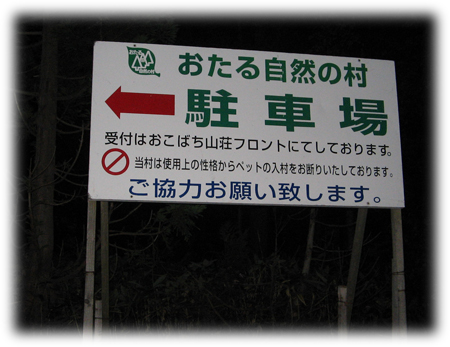 おたる自然の村
駐車場
受付はおこばち山荘フロントにてしております。
当村は使用上の性格からペットの入村をお断りいたしております。
ご協力お願い致します。